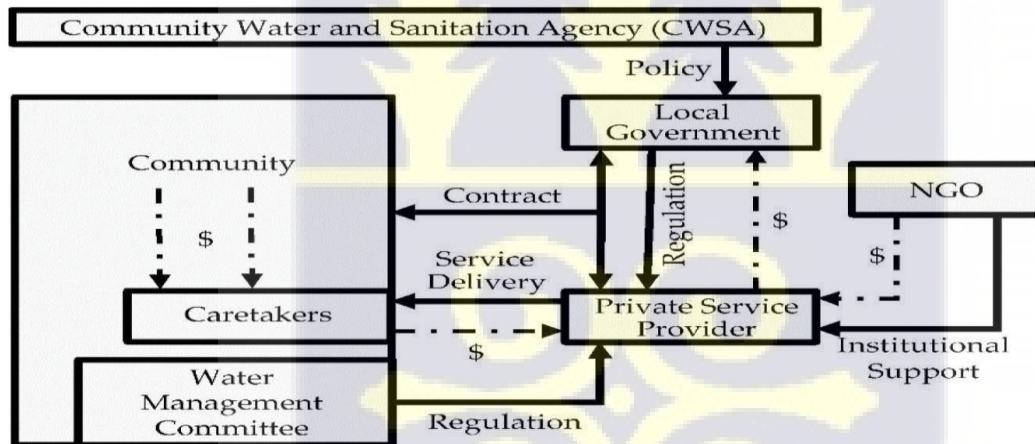 Community Water and Sanitation Agency (CWSA)
Policy
Local
Government
Community
Contract
Regulation
$
NGO
$
$
Service
Delivery
Caretakers
$
Private Service
Provider
Institutional
Support
Water
Management
Committee
Regulation